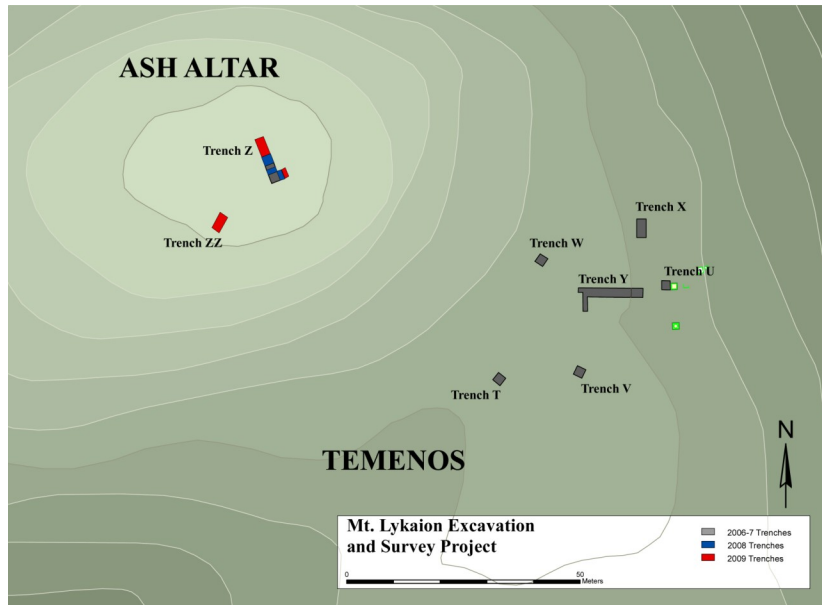 ASH ALTAR
Trench Z
Trench ZZ
Trench X
Trench W
Trench U
Trench Y
Trench T
Trench V
TEMENOS
N
Mt. Lykaion Excavation
and Survey Project
2006-7 Trenches
2008 Trenches
2009 Trenches
0
50
Meters